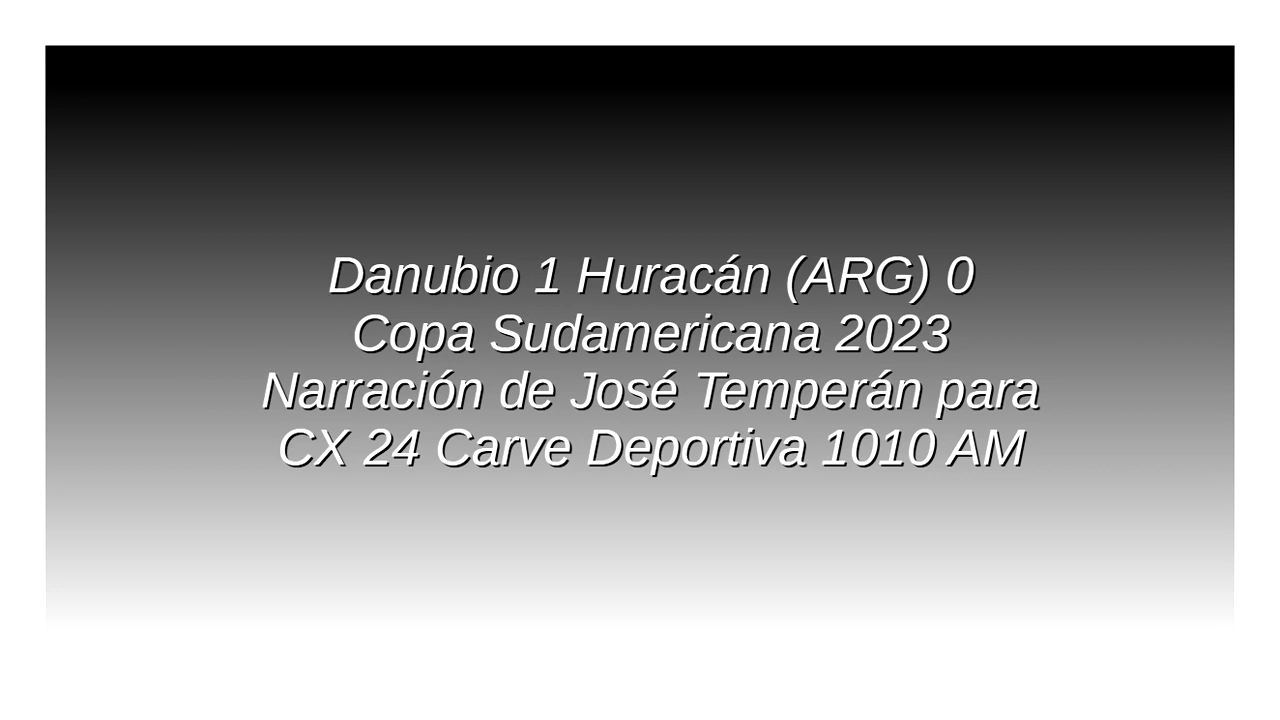 Danubio 1 Huracán (ARG) 0
Copa Sudamericana 2023
Narración de José Temperán para
CX 24 Carve Deportiva 1010 AM